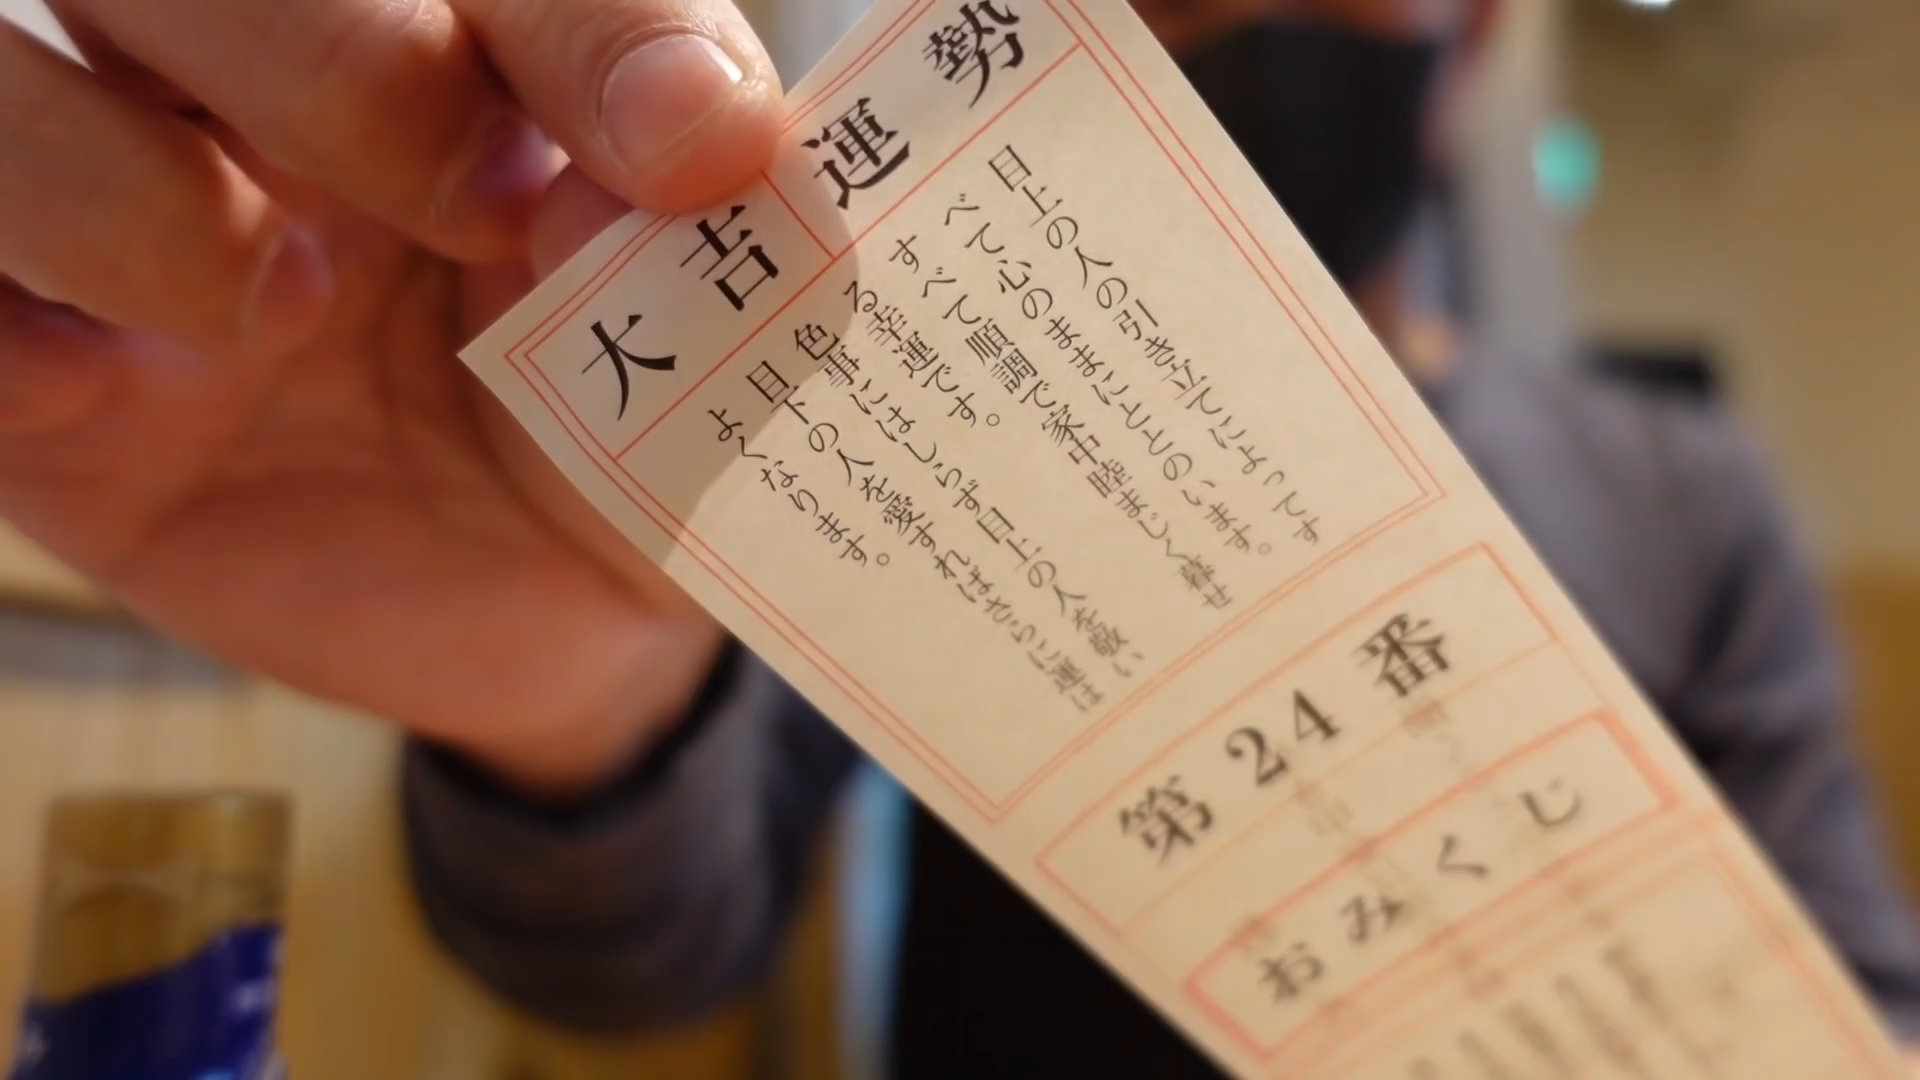 運勢
大吉
目上の人の引き立てによってす
べて心のままにととのいます。
すべて順調で家中睦まじく暮せ
る幸運です。
色事にはしらず目上の人を敬い
目下の人を愛すればさらに運は
よくなります。
第24番
おみくじ